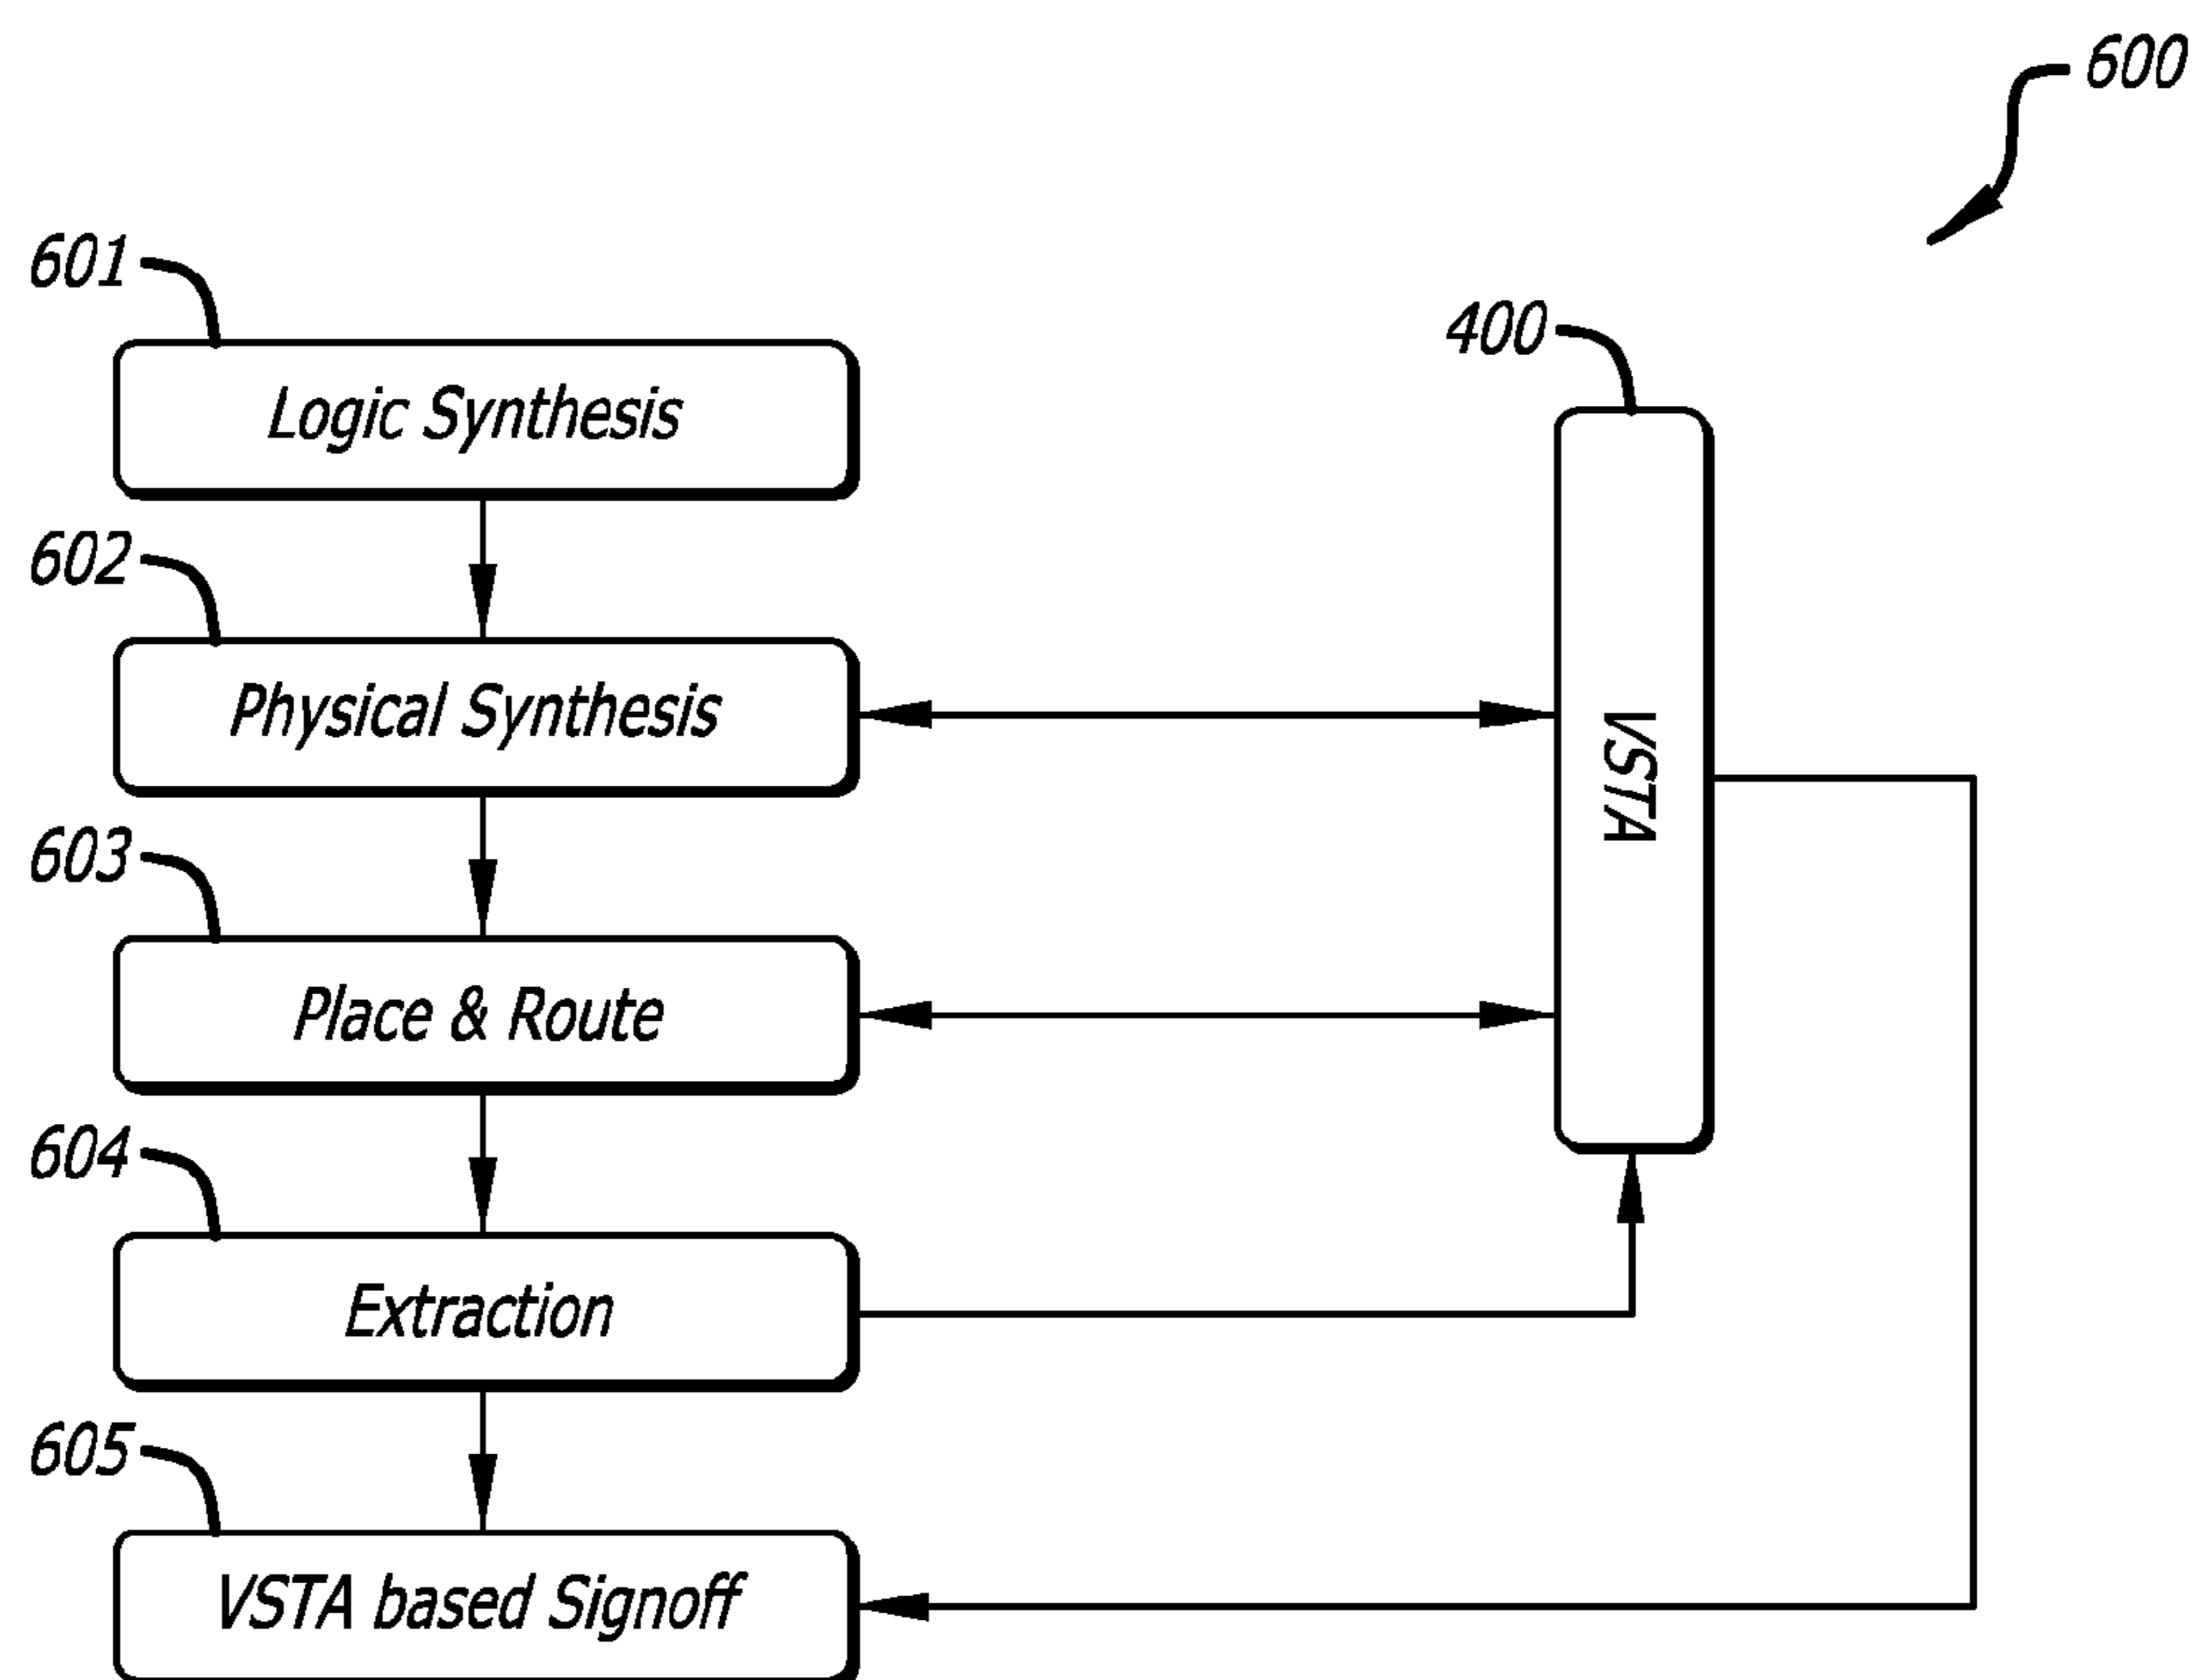 600
601
400
Logic Synthesis
602
Physical Synthesis
VSTA
603
Place & Route
604
Extraction
605
VSTA based Signoff